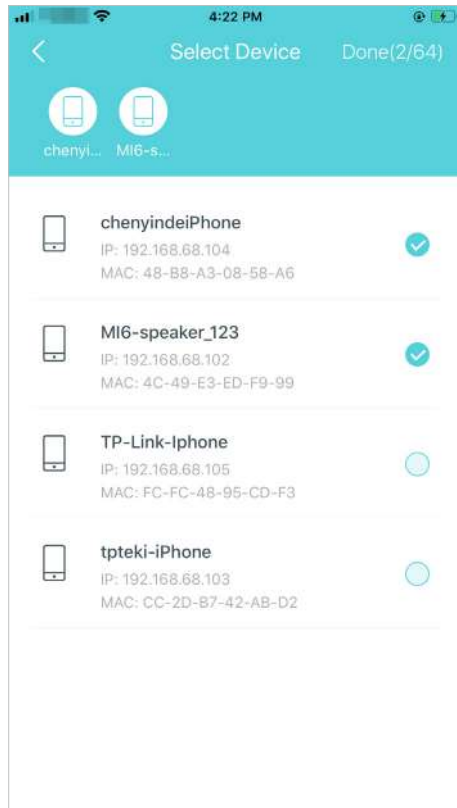 4:22 PM
Select Device
Done(2/64)
chenyi...
MI6-s...
chenyindeiPhone
IP: 192.168.68.104
MAC: 48-B8-A3-08-58-A6
MI6-speaker_123
IP: 192.168.68.102
MAC: 4C-49-E3-ED-F9-99
TP-Link-Iphone
IP: 192.168.68.105
MAC: FC-FC-48-95-CD-F3
tpteki-iPhone
IP: 192.168.68.103
MAC: CC-2D-B7-42-AB-D2